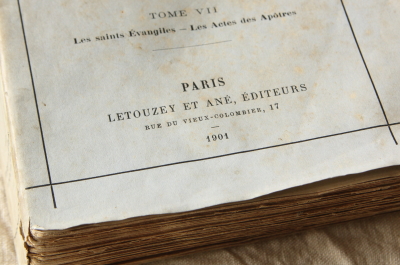 TOME VII
Les saints Évangiles — Les Actes des Apôtres
PARIS
LETOUZEY ET ANÉ, ÉDITEURS
RUE DU VIEUX-COLOMBIER, 17
1901